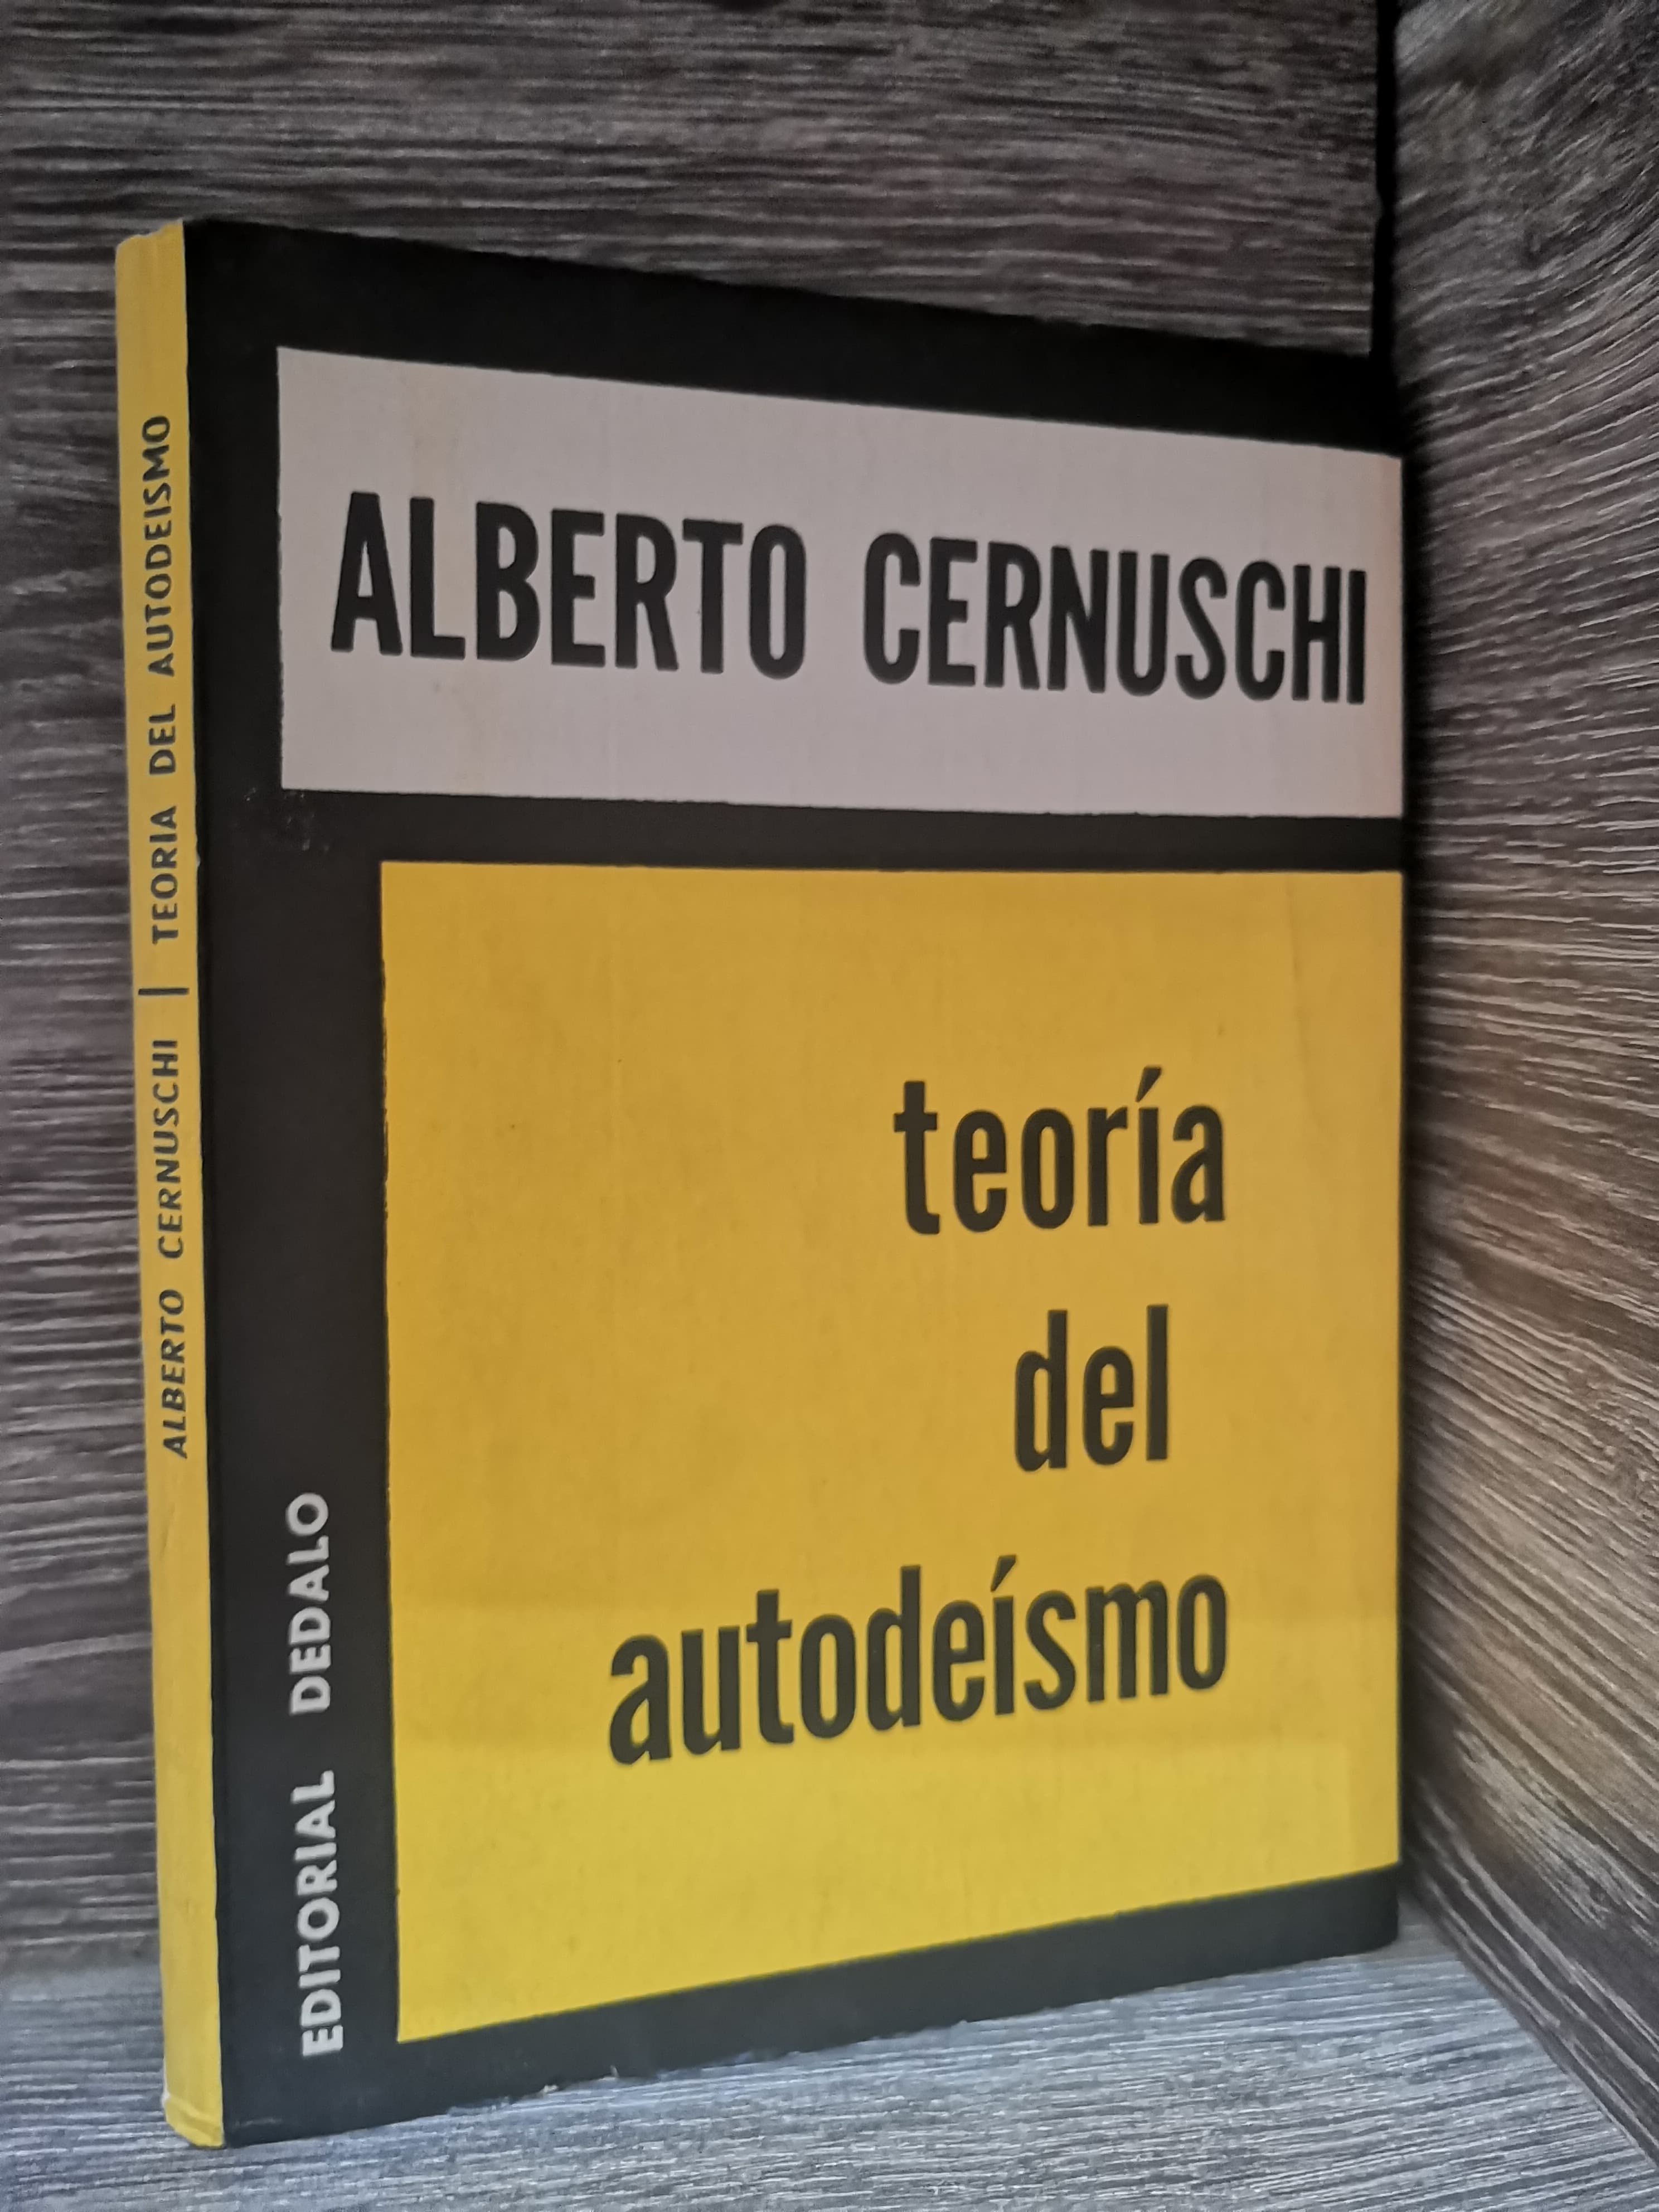 ALBERTO CERNUSCHI | TEORIA DEL AUTODEISMO
ALBERTO CERNUSCHI
teoría
del
autodeísmo
EDITORIAL DEDALO